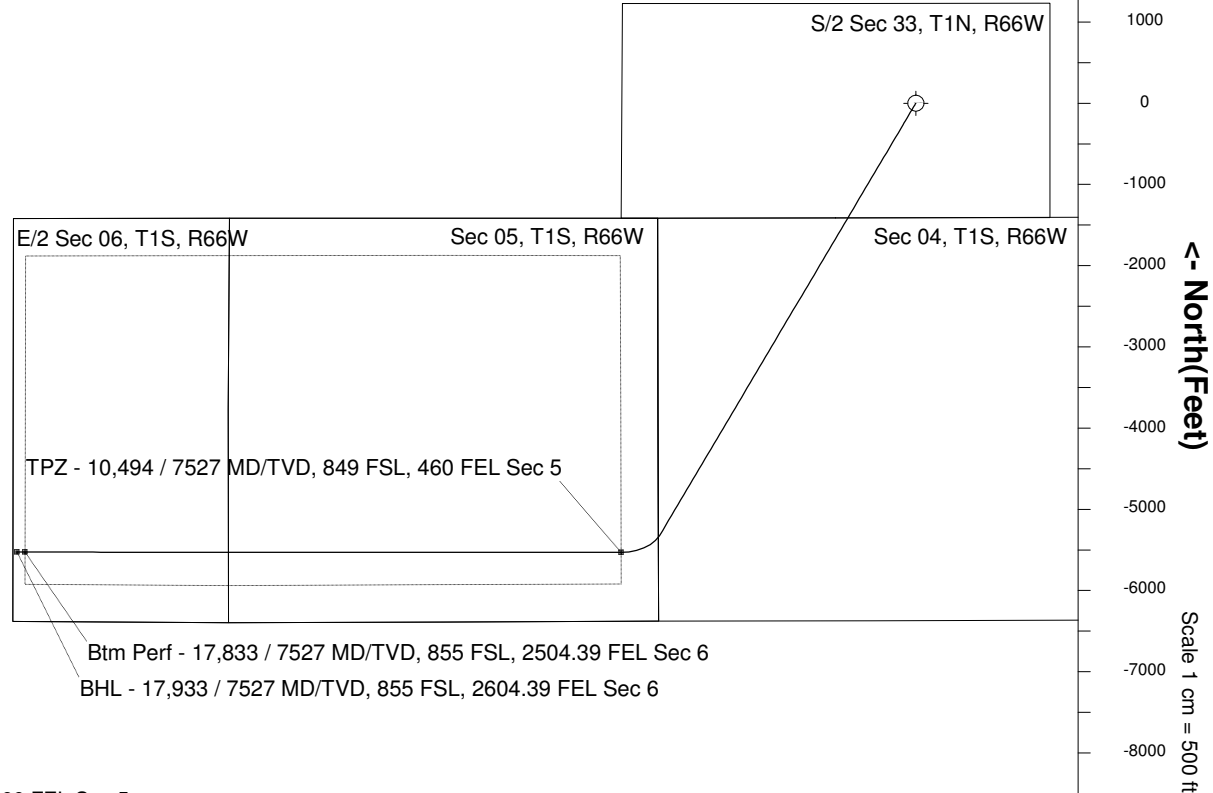 S/2 Sec 33, T1N, R66W
1000
0
-1000
E/2 Sec 06, T1S, R66W
Sec 05, T1S, R66W
Sec 04, T1S, R66W
-2000
<- North(Feet)
-3000
-4000
TPZ - 10,494 / 7527 MD/TVD, 849 FSL, 460 FEL Sec 5
-5000
-6000
Scale 1 cm = 500 ft
Btm Perf - 17,833 / 7527 MD/TVD, 855 FSL, 2504.39 FEL Sec 6
-7000
BHL - 17,933 / 7527 MD/TVD, 855 FSL, 2604.39 FEL Sec 6
-8000